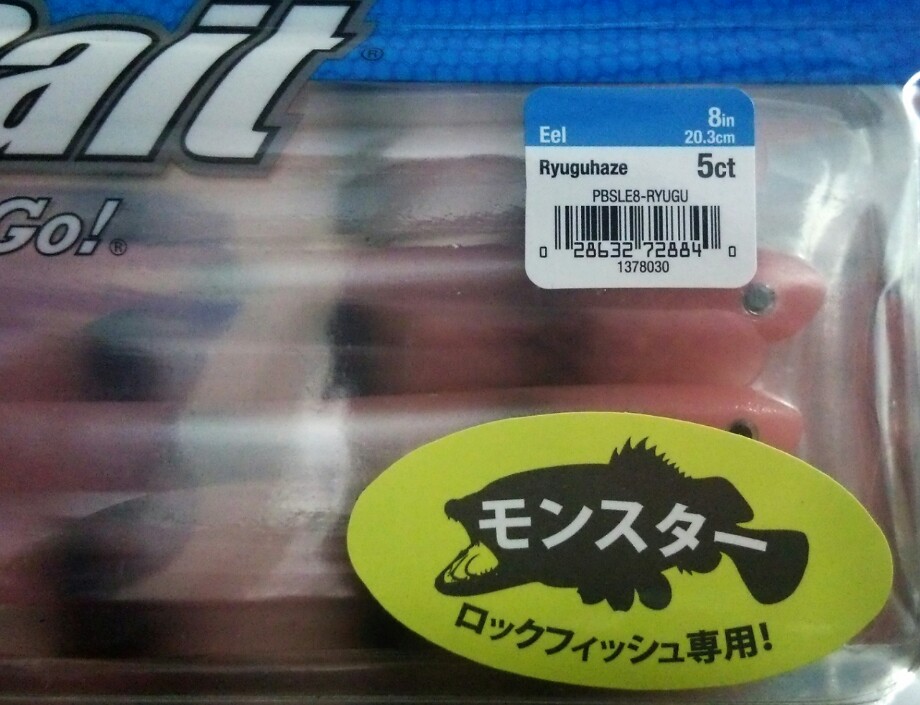 ait®
Go!®
Eel 8in
20.3cm
Ryuguhaze 5ct
PBSLE8-RYUGU
0 28632 72884 0
1378030
モンスター
ロックフィッシュ専用!